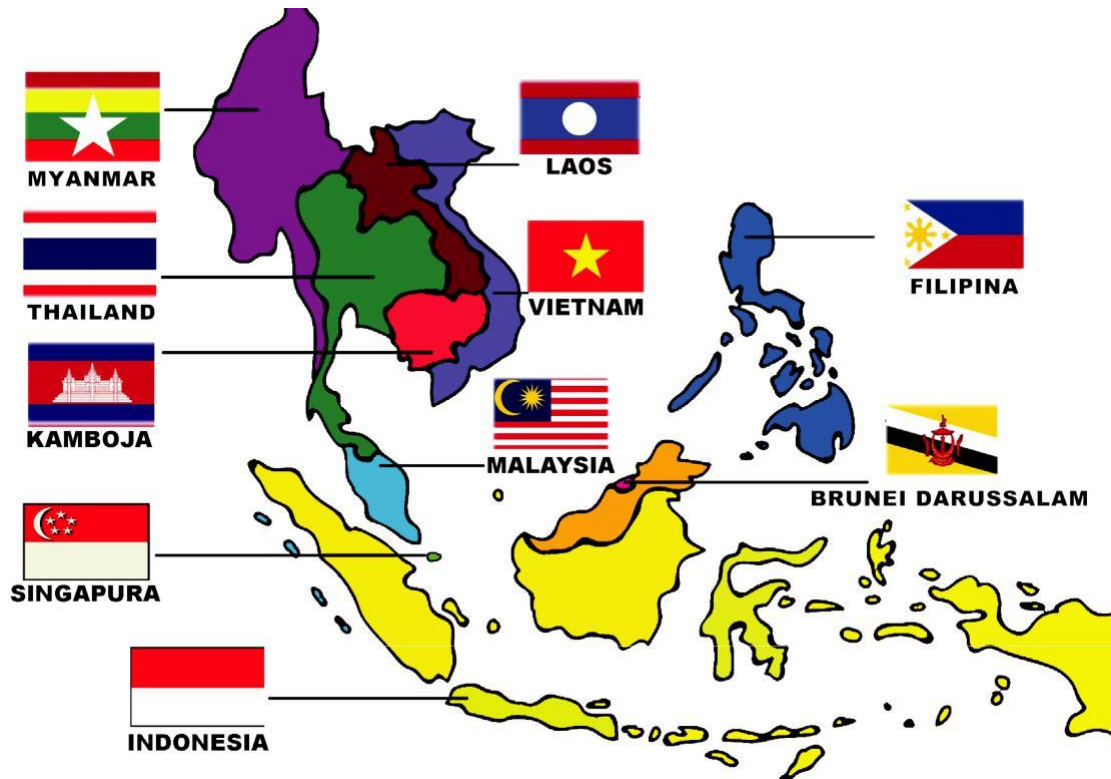 MYANMAR
LAOS
THAILAND
VIETNAM
FILIPINA
KAMBOJA
MALAYSIA
BRUNEI DARUSSALAM
SINGAPURA
INDONESIA